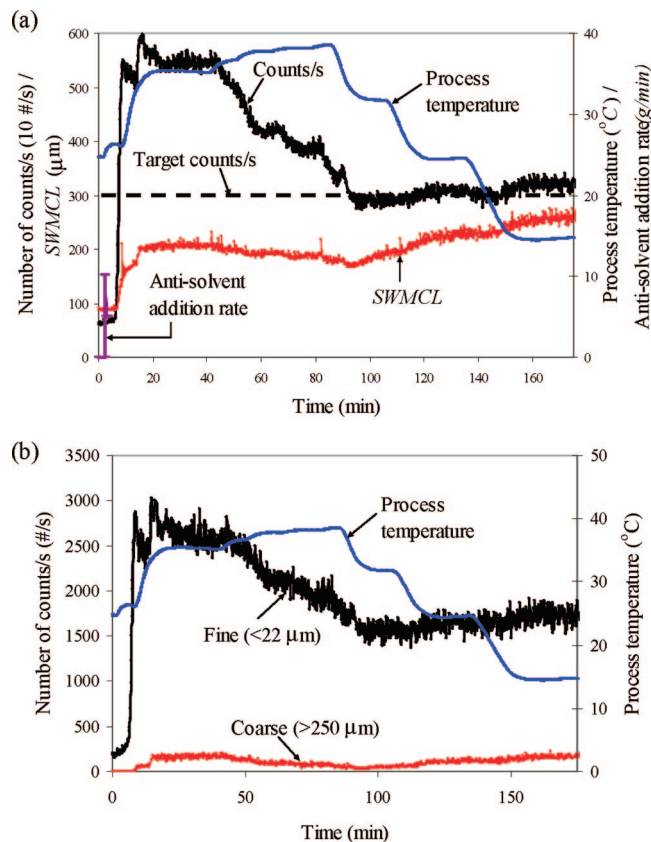 (a)
Number of counts/s (10 #/s) /
SWMCL (μm)
600
500
400
300
200
100
0
Counts/s
Process
temperature
Target counts/s
Anti-solvent
addition rate
SWMCL
40
30
20
10
0
Process temperature (°C) /
Anti-solvent addition rate(g/min)
0 20 40 60 80 100 120 140 160
Time (min)
(b)
Number of counts/s (#/s)
3500
3000
2500
2000
1500
1000
500
0
Process
temperature
Fine (<22 μm)
Coarse (>250 μm)
50
40
30
20
10
0
Process temperature (°C)
0 50 100 150
Time (min)